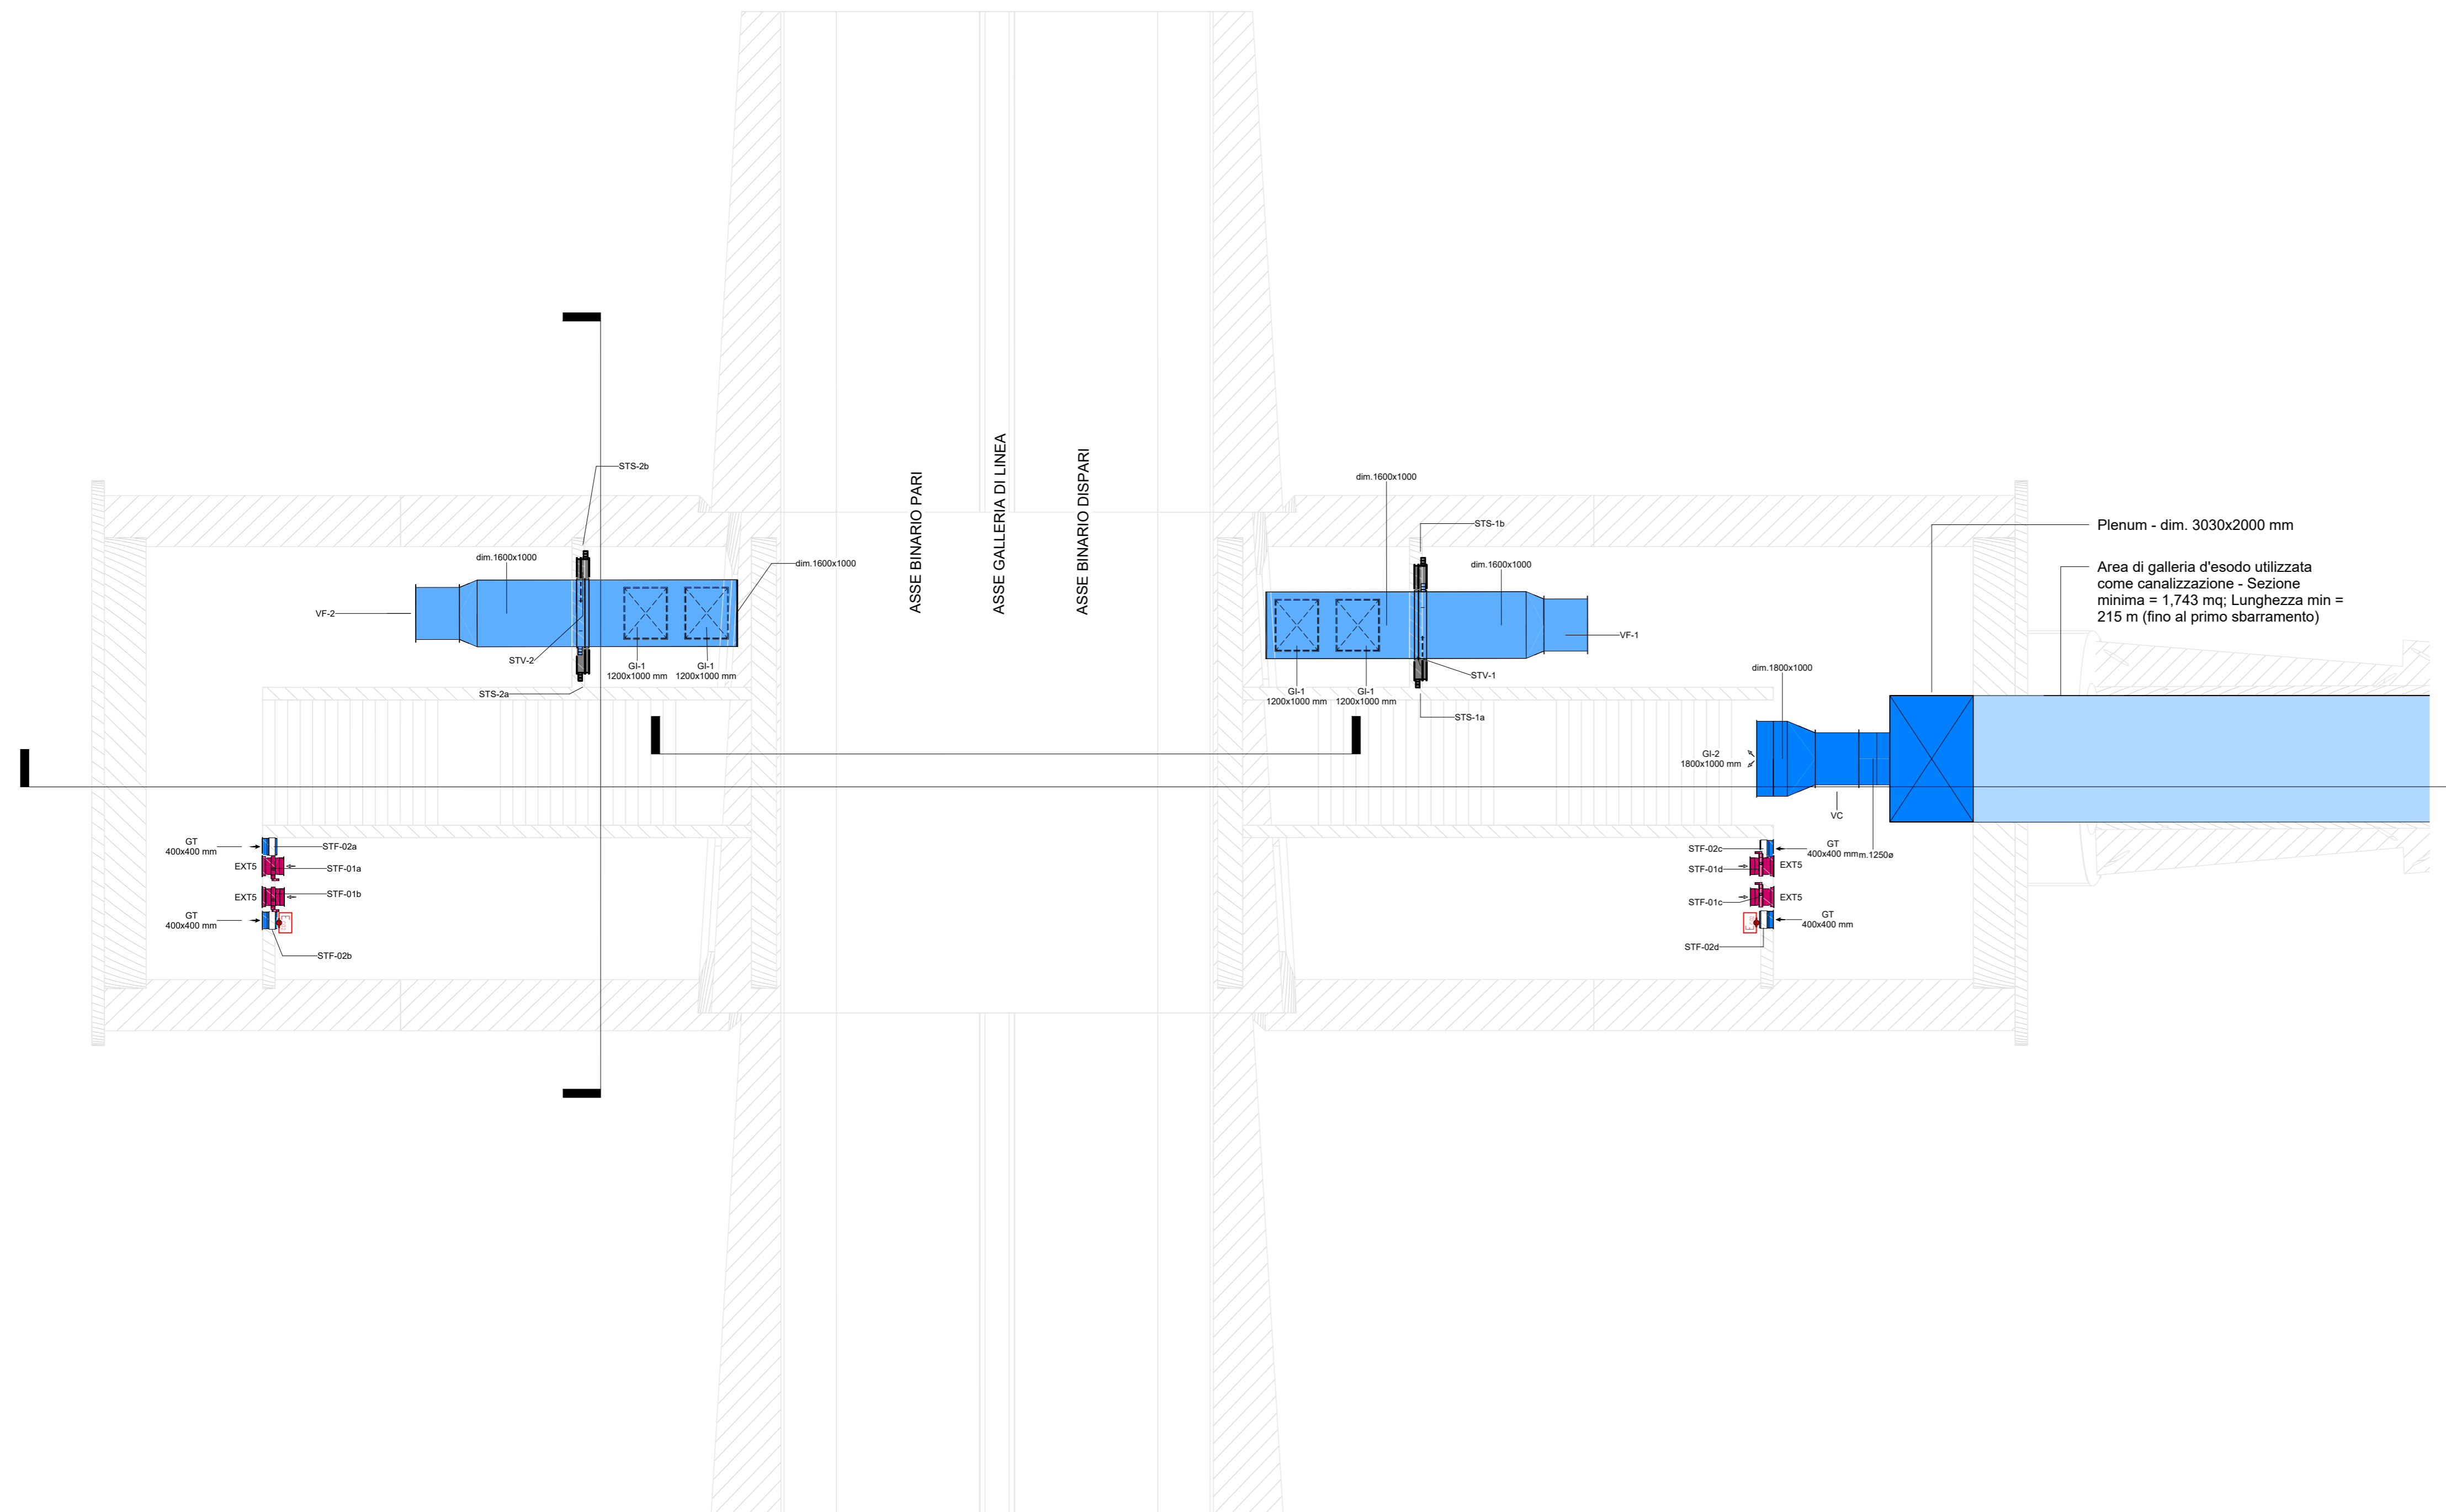 ASSE BINARIO PARI
ASSE GALLERIA DI LINEA
ASSE BINARIO DISPARI
STS-2b
dim.1600x1000
dim.1600x1000
VF-2
STV-2
GI-1
1200x1000 mm
GI-1
1200x1000 mm
STS-2a
dim.1600x1000
STS-1b
dim.1600x1000
VF-1
STV-1
GI-1
1200x1000 mm
GI-1
1200x1000 mm
STS-1a
Plenum - dim. 3030x2000 mm
Area di galleria d'esodo utilizzata
come canalizzazione - Sezione
minima = 1,743 mq; Lunghezza min =
215 m (fino al primo sbarramento)
dim.1800x1000
GI-2
1800x1000 mm
VC
m.1250ø
GT
400x400 mm
STF-02a
EXT5
STF-01a
EXT5
STF-01b
GT
400x400 mm
STF-02b
STF-02c
GT
400x400 mm
STF-01d
EXT5
STF-01c
EXT5
GT
400x400 mm
STF-02d